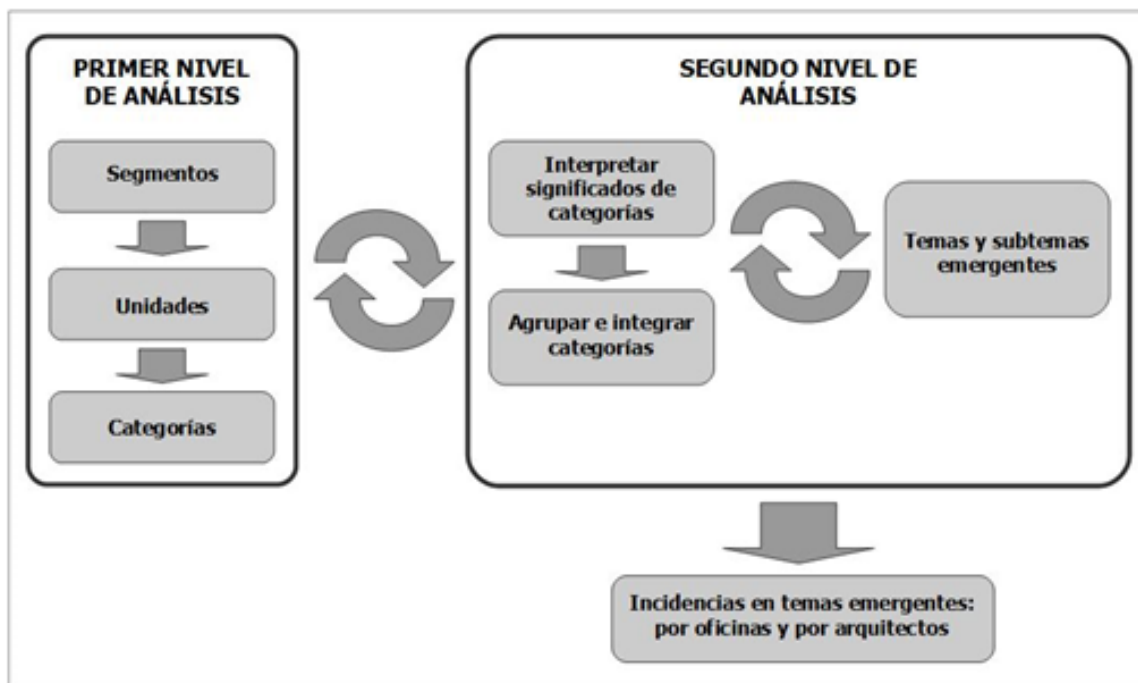 PRIMER NIVEL
DE ANÁLISIS
Segmentos
Unidades
Categorías
SEGUNDO NIVEL DE
ANÁLISIS
Interpretar
significados de
categorías
Agrupar e integrar
categorías
Temas y subtemas
emergentes
Incidencias en temas emergentes:
por oficinas y por arquitectos